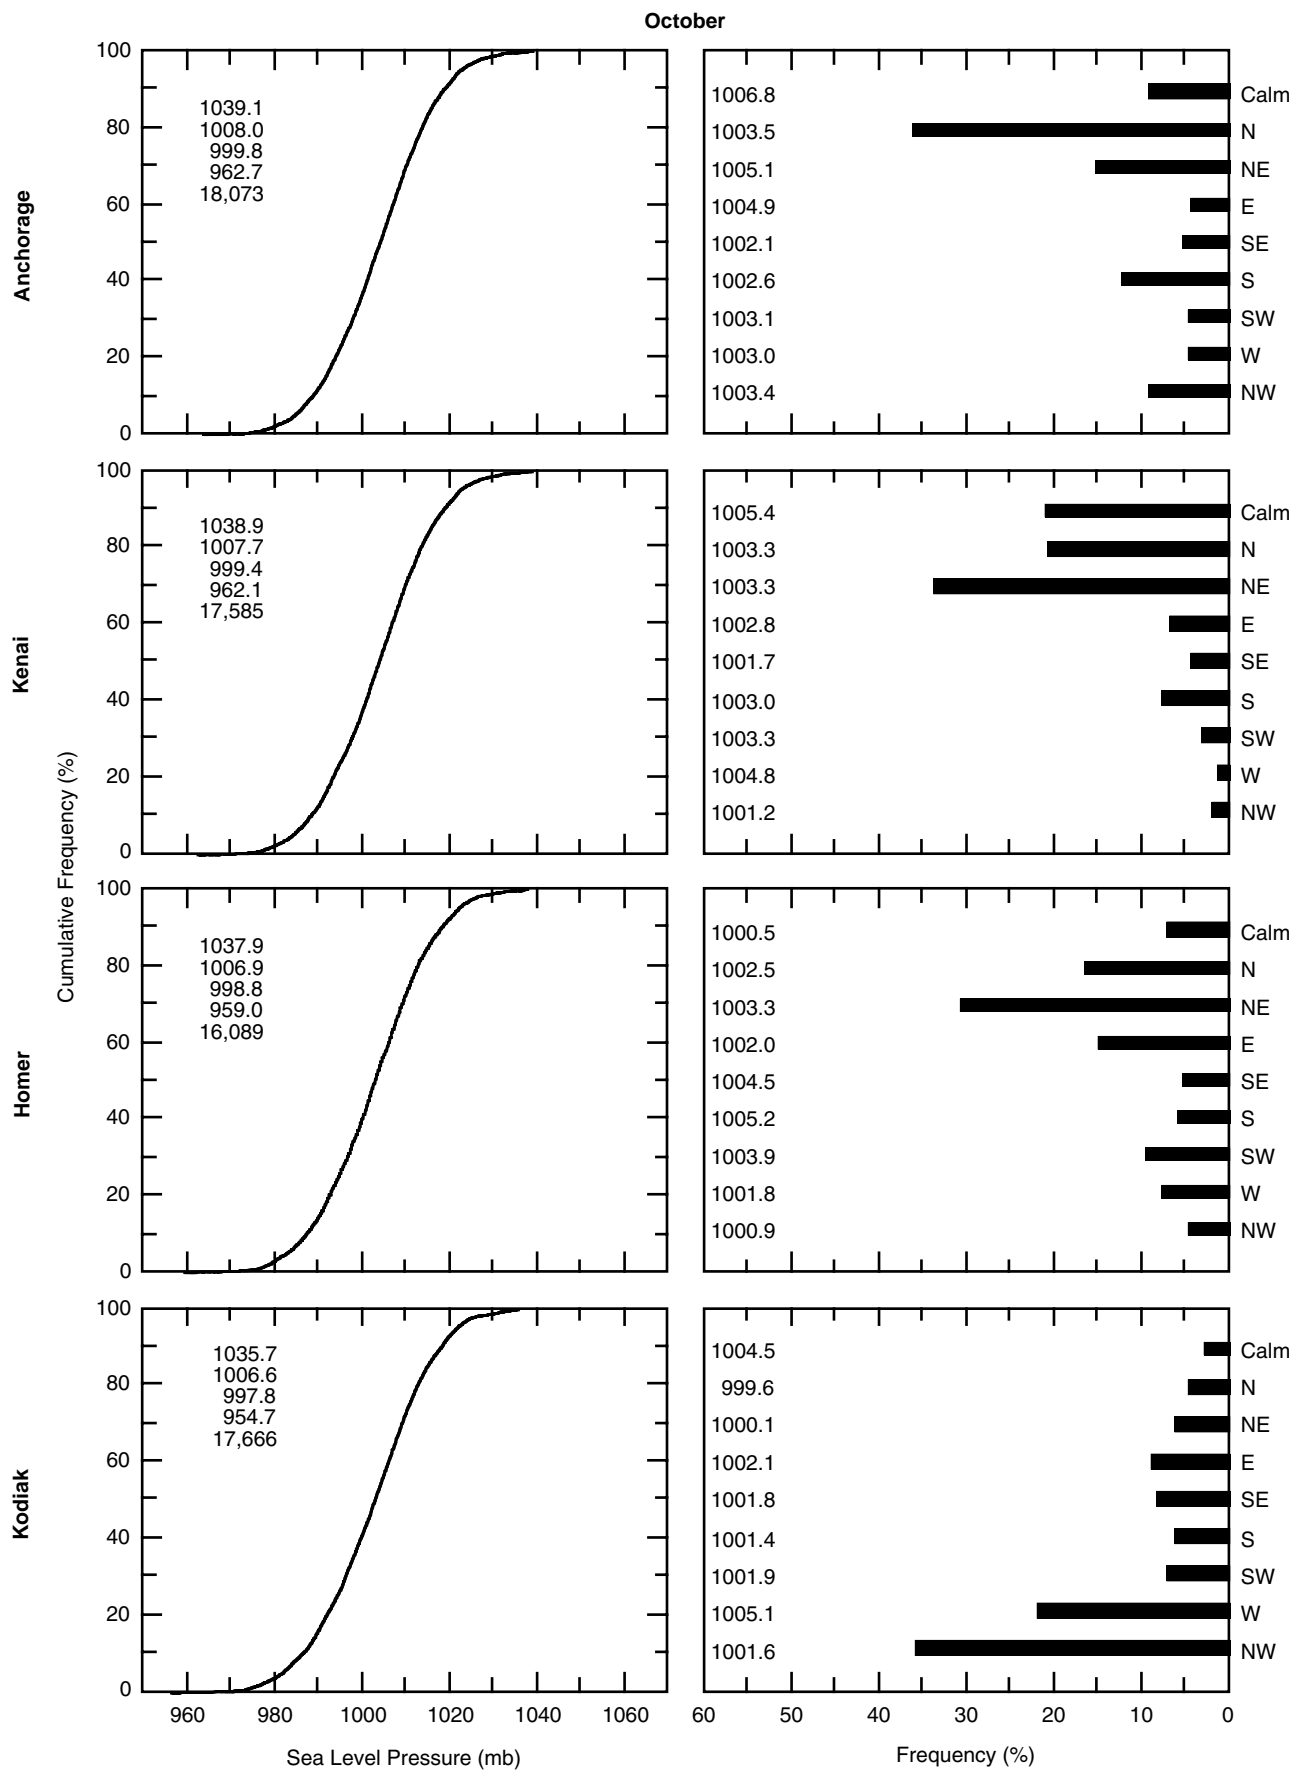 October
Anchorage
100
80
60
40
20
0
1039.1
1008.0
999.8
962.7
18,073
1006.8 Calm
1003.5 N
1005.1 NE
1004.9 E
1002.1 SE
1002.6 S
1003.1 SW
1003.0 W
1003.4 NW
Kenai
100
80
60
40
20
0
1038.9
1007.7
999.4
962.1
17,585
1005.4 Calm
1003.3 N
1003.3 NE
1002.8 E
1001.7 SE
1003.0 S
1003.3 SW
1004.8 W
1001.2 NW
Cumulative Frequency (%)
Homer
100
80
60
40
20
0
1037.9
1006.9
998.8
959.0
16,089
1000.5 Calm
1002.5 N
1003.3 NE
1002.0 E
1004.5 SE
1005.2 S
1003.9 SW
1001.8 W
1000.9 NW
Kodiak
100
80
60
40
20
0
1035.7
1006.6
997.8
954.7
17,666
1004.5 Calm
999.6 N
1000.1 NE
1002.1 E
1001.8 SE
1001.4 S
1001.9 SW
1005.1 W
1001.6 NW
960 980 1000 1020 1040 1060
Sea Level Pressure (mb)
60 50 40 30 20 10 0
Frequency (%)